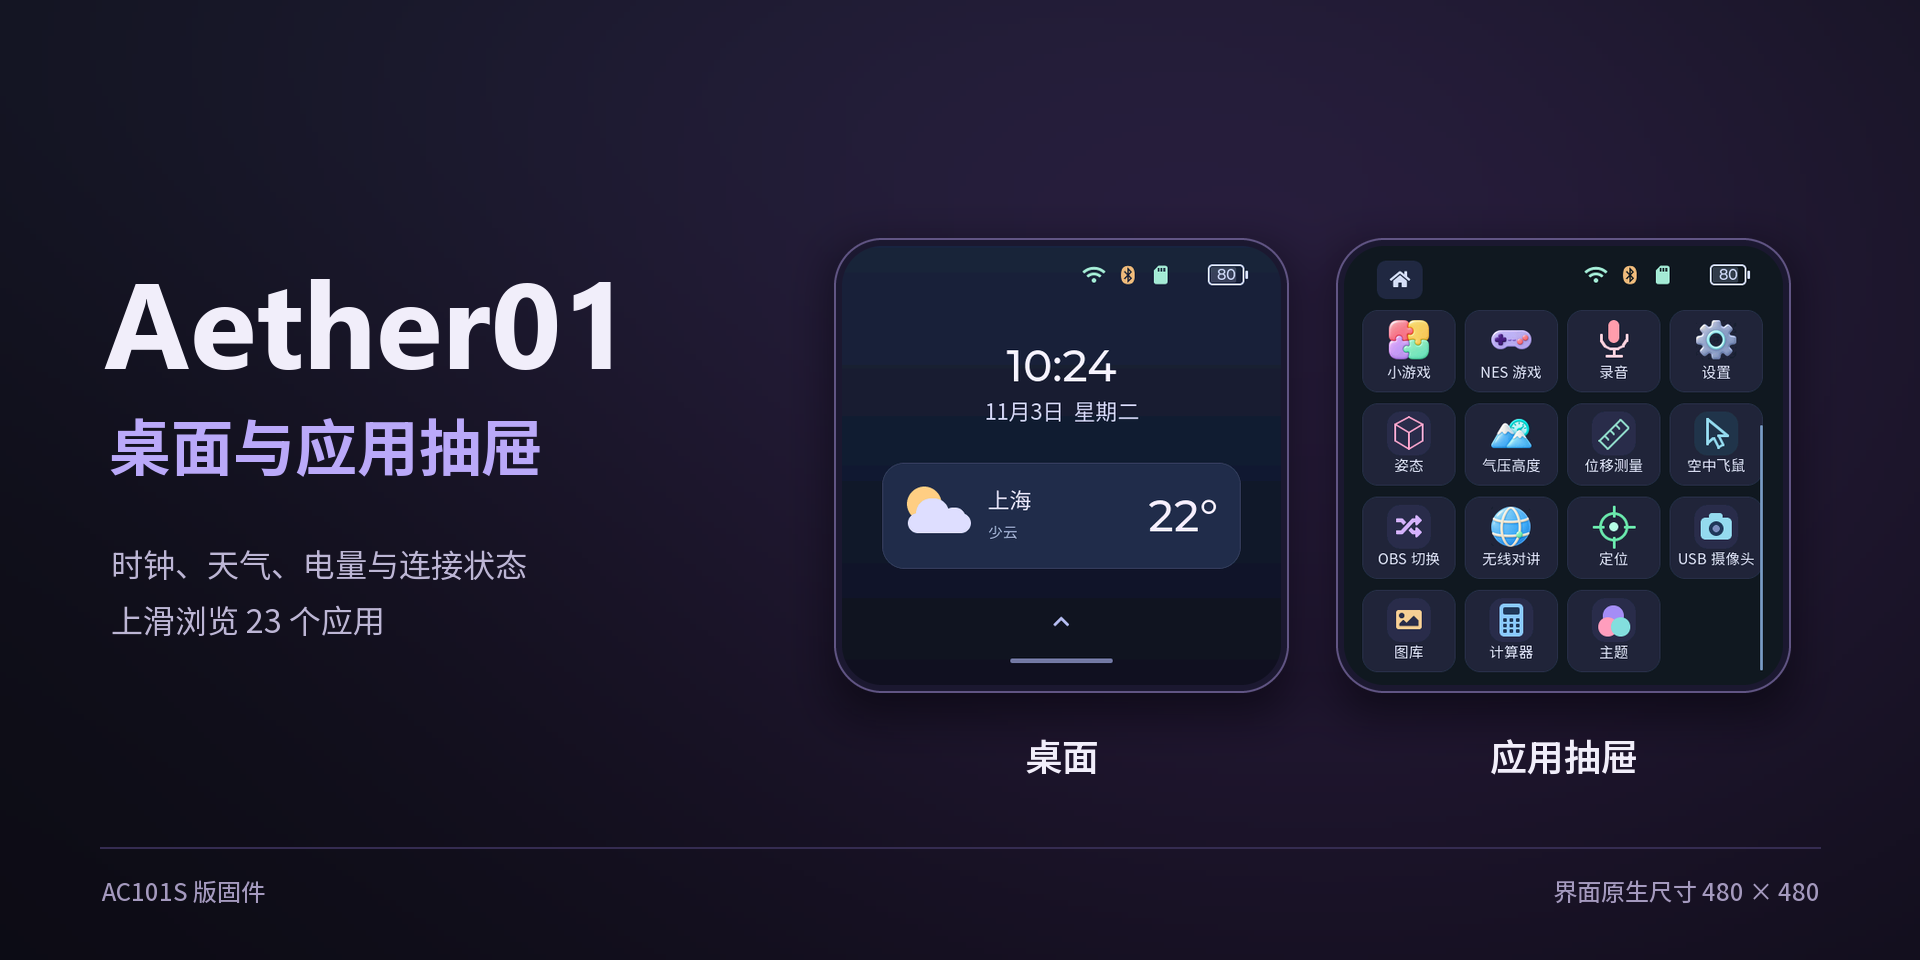 Aether01
桌面与应用抽屉
时钟、天气、电量与连接状态
上滑浏览 23 个应用
80
10:24
11月3日 星期二
上海
少云
22°
桌面
80
小游戏
NES 游戏
录音
设置
姿态
气压高度
位移测量
空中飞鼠
OBS 切换
无线对讲
定位
USB 摄像头
图库
计算器
主题
应用抽屉
AC101S 版固件
界面原生尺寸 480 × 480